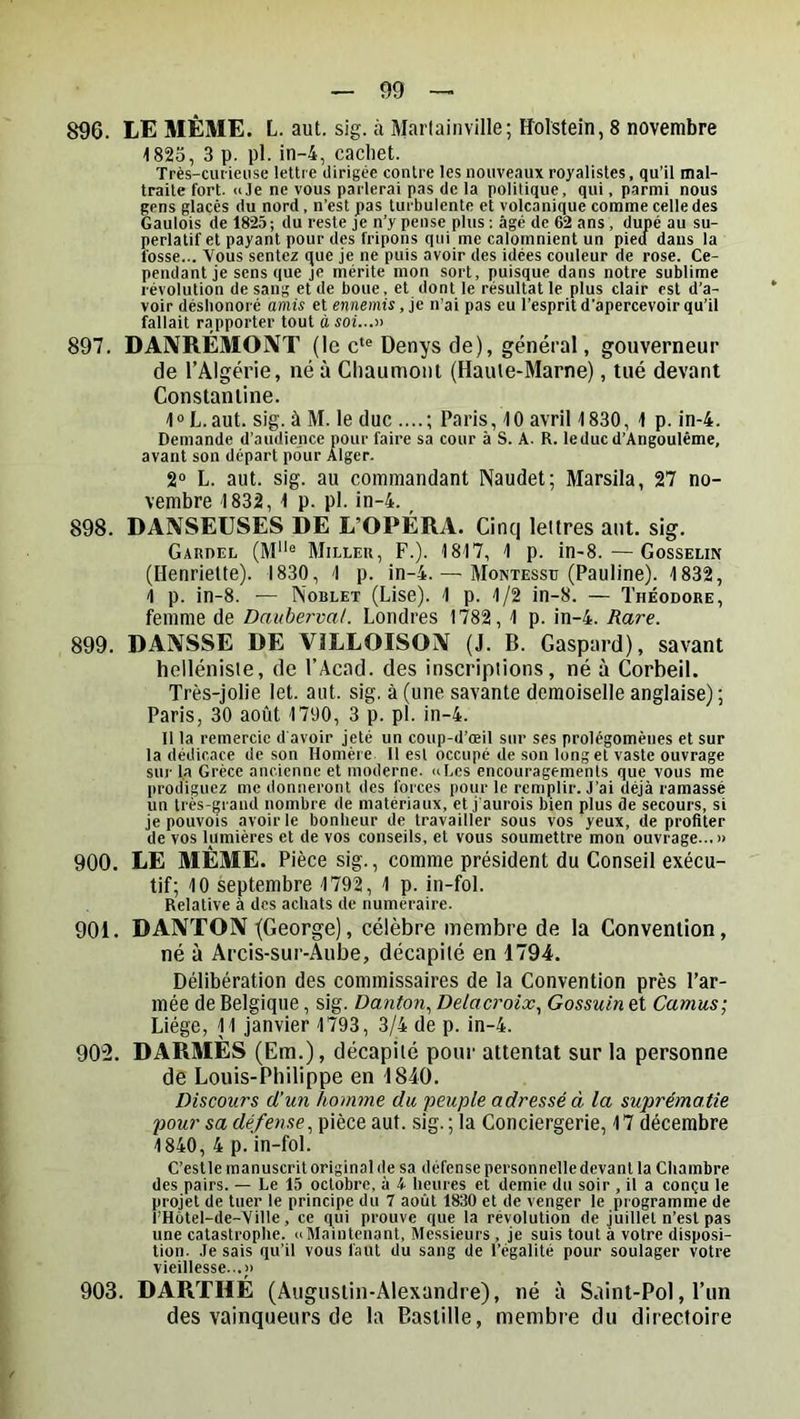 — 99 —
896. LE MÊME. L. aut. sig. à Martainville; Holstein, 8 novembre
1825, 3 p. pl. in-4, cachet.
Très-curieuse lettre dirigée contre les nouveaux royalistes, qu'il mal-
traite fort. «Je ne vous parlerai pas de la politique, qui, parmi nous
gens glacés du nord, n'est pas turbulente et volcanique comme celle des
Gaulois de 1825; du reste je n'y pense plus: âgé de 62 ans, dupé au su-
perlatif et payant pour des fripons qui me calomnient un pied dans la
fosse... Vous sentez que je ne puis avoir des idées couleur de rose. Ce-
pendant je sens que je mérite mon sort, puisque dans notre sublime
révolution de sang et de boue, et dont le résultat le plus clair est d'a-
voir déshonoré amis et ennemis, je n'ai pas eu l'esprit d'apercevoir qu'il
fallait rapporter tout à soi...»
897. DANRÉMONT (le cte Denys de), général, gouverneur
de l'Algérie, né à Chaumont (Haute-Marne), tué devant
Constantine.
1° L. aut. sig. à M. le duc ....; Paris, 10 avril 1830, 1 p. in-4.
Demande d'audience pour faire sa cour à S. A. R. le duc d'Angoulême,
avant son départ pour Alger.
2° L. aut. sig. au commandant Naudet; Marsila, 27 no-
vembre 1832, 1 p. pl. in-4.
898. DANSEUSES DE L'OPÉRA. Cinq lettres aut. sig.
Gardel (Mlle Miller, F.). 1817, 1 p. in-8. — Gosselin
(Henriette). 1830, 1 p. in-4. — Montessu (Pauline). 1832,
1 p. in-8. — Noblet (Lise). 1 p. 1/2 in-8. — Théodore,
femme de Dauberval. Londres 1782, 1 p. in-4. Rare.
899. DANSSE DE VILLOISON (J. B. Gaspard), savant
helléniste, de l'Acad. des inscriptions, né à Corbeil.
Très-jolie let. aut. sig. à (une savante demoiselle anglaise);
Paris, 30 août 1790, 3 p. pl. in-4.
Il la remercie d'avoir jeté un coup-d'œil sur ses prolégomènes et sur
la dédicace de son Homère Il est occupé de son long et vaste ouvrage
sur la Grèce ancienne et moderne. «Les encouragements que vous me
prodiguez me donneront des forces pour le remplir. J'ai déjà ramassé
un très-grand nombre de matériaux, et j'aurois bien plus de secours, si
je pouvois avoir le bonheur de travailler sous vos yeux, de profiter
de vos lumières et de vos conseils, et vous soumettre mon ouvrage...»
900. LE MÊME. Pièce sig., comme président du Conseil exécu-
tif; 10 septembre 1792, 1 p. in-fol.
Relative à des achats de numéraire.
901. DANTON (George), célèbre membre de la Convention,
né à Arcis-sur-Aube, décapité en 1794.
Délibération des commissaires de la Convention près l'ar-
mée de Belgique, sig. Danton, Delacroix, Gossuin et Camus;
Liége, 11 janvier 1793, 3/4 de p. in-4.
902. DARMÈS (Em.), décapité pour attentat sur la personne
de Louis-Philippe en 1840.
Discours d'un homme du peuple adressé à la suprématie
pour sa défense, pièce aut. sig.; la Conciergerie, 17 décembre
1840, 4 p. in-fol.
C'est le manuscrit original de sa défense personnelle devant la Chambre
des pairs. — Le 15 octobre, à 4 heures et demie du soir, il a conçu le
projet de tuer le principe du 7 août 1830 et de venger le programme de
l'Hôtel-de-Ville, ce qui prouve que la révolution de juillet n'est pas
une catastrophe. «Maintenant, Messieurs, je suis tout à votre disposi-
tion. Je sais qu'il vous faut du sang de l'égalité pour soulager votre
vieillesse...»
903. DARTHÉ (Augustin-Alexandre), né à Saint-Pol, l'un
des vainqueurs de la Bastille, membre du directoire